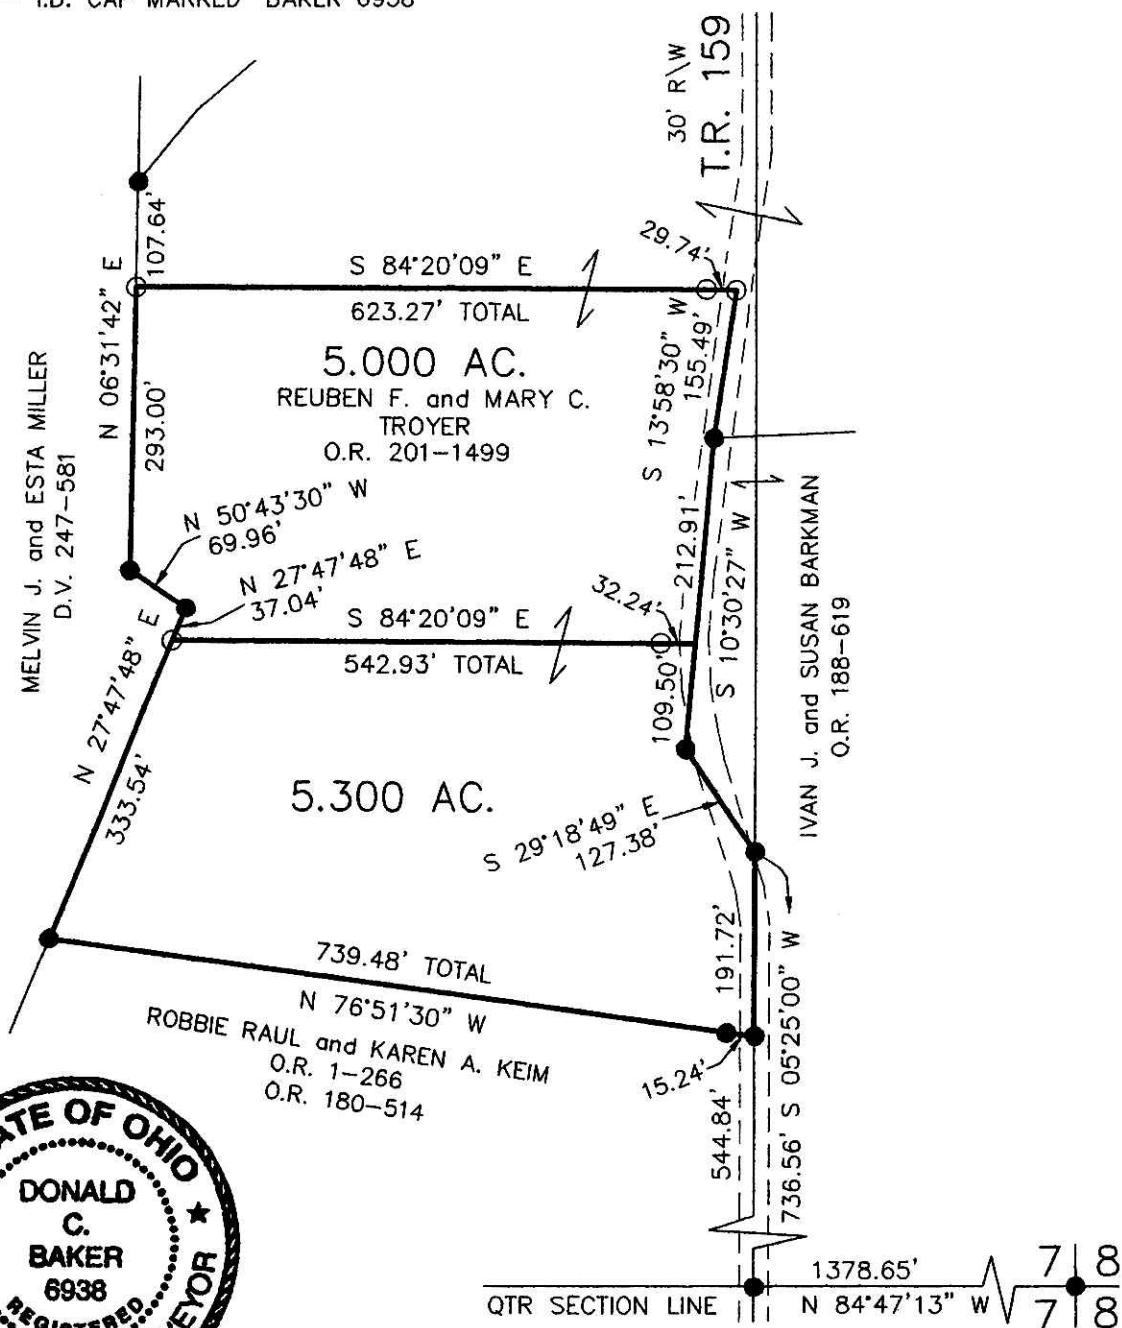 I.D. CAP MARKED "BAKER 6938"
30' R\W
T.R. 159
107.64'
29.74'
S 84°20'09" E
623.27' TOTAL
N 06°31'42" E
293.00'
5.000 AC.
REUBEN F. and MARY C.
TROYER
O.R. 201-1499
S 13°58'30" W
155.49'
MELVIN J. and ESTA MILLER
D.V. 247-581
N 50°43'30" W
69.96'
N 27°47'48" E
37.04'
S 84°20'09" E
542.93' TOTAL
32.24'
212.91'
S 10°30'27" W
109.50'
IVAN J. and SUSAN BARKMAN
O.R. 188-619
N 27°47'48" E
333.54'
5.300 AC.
S 29°18'49" E
127.38'
739.48' TOTAL
N 76°51'30" W
191.72'
ROBBIE RAUL and KAREN A. KEIM
O.R. 1-266
O.R. 180-514
15.24'
544.84'
736.56' S 05°25'00" W
ATE OF OHIO ★
DONALD
C.
BAKER
6938
REGISTERED
VEYOR
1378.65'
QTR SECTION LINE
N 84°47'13" W
7 8
7 8